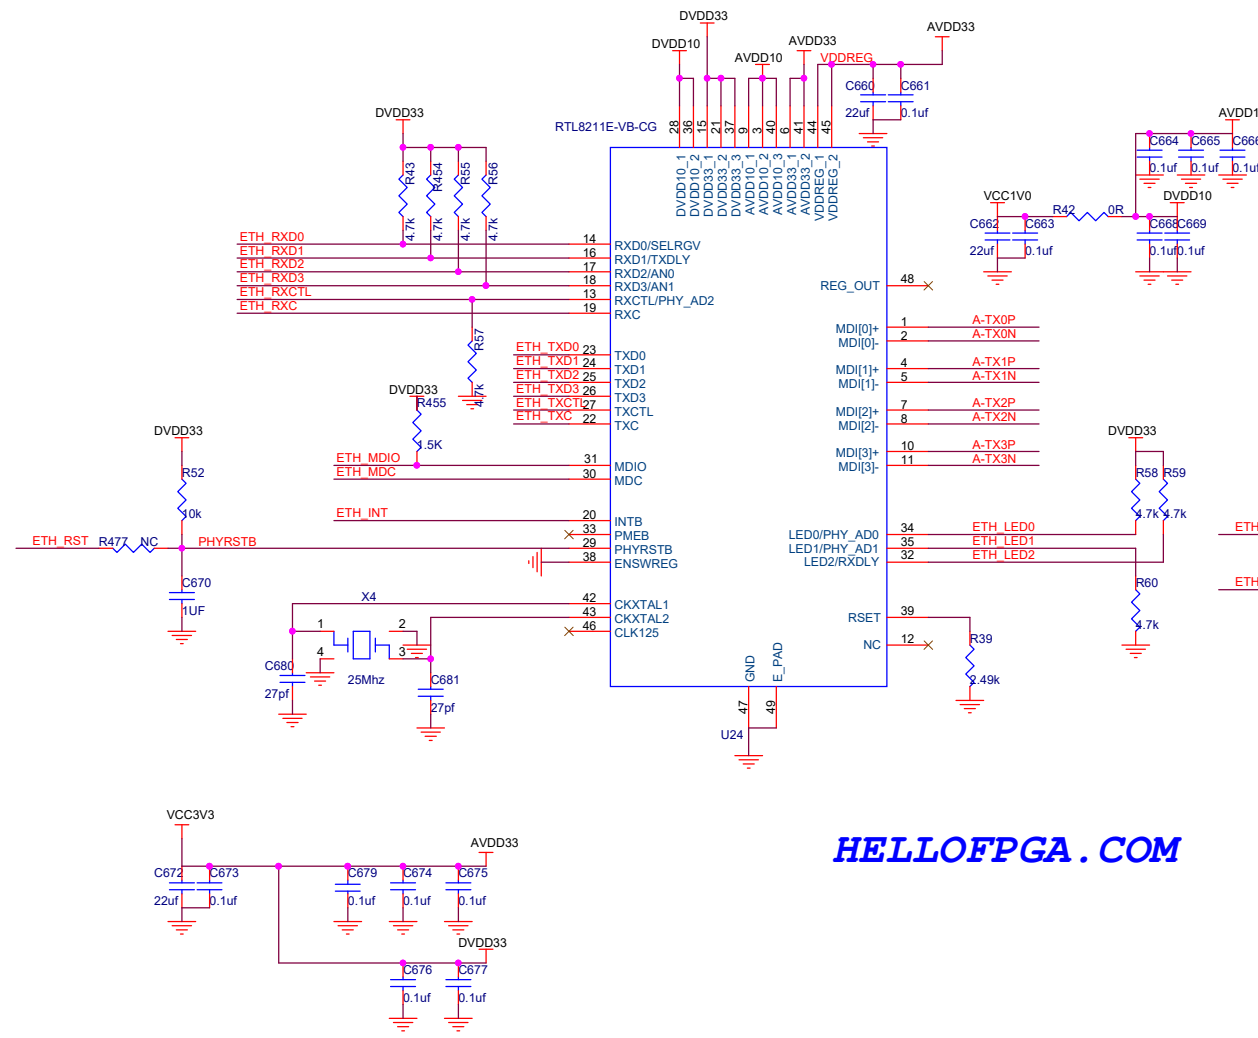 DVDD33
DVDD10
AVDD10
AVDD33
VDDREG
AVDD33
C660
22uf
C661
0.1uf
RTL8211E-VB-CG
28 36 15 21 37 9 3 40 6 41 44 45
DVDD10_1
DVDD10_2
DVDD33_1
DVDD33_2
DVDD33_3
AVDD10_1
AVDD10_2
AVDD10_3
AVDD33_1
AVDD33_2
VDDREG_1
VDDREG_2
DVDD33
R43 4.7k
R454 4.7k
R55 4.7k
R56 4.7k
ETH_RXD0 14 RXD0/SELRGV
ETH_RXD1 16 RXD1/TXDLY
ETH_RXD2 17 RXD2/AN0
ETH_RXD3 18 RXD3/AN1
ETH_RXCTL 13 RXCTL/PHY_AD2
ETH_RXC 19 RXC
R57 4.7k
ETH_TXD0 23 TXD0
ETH_TXD1 24 TXD1
ETH_TXD2 25 TXD2
ETH_TXD3 26 TXD3
ETH_TXCTL 27 TXCTL
ETH_TXC 22 TXC
DVDD33
R455
1.5K
ETH_MDIO 31 MDIO
ETH_MDC 30 MDC
DVDD33
R52
10k
ETH_INT 20 INTB
33 PMEB
ETH_RST R477 NC PHYRSTB 29 PHYRSTB
38 ENSWREG
C670
1UF
42 CKXTAL1
43 CKXTAL2
46 CLK125
X4
1 2
4 3
25Mhz
C680
27pf
C681
27pf
REG_OUT 48
MDI[0]+ 1 A-TX0P
MDI[0]- 2 A-TX0N
MDI[1]+ 4 A-TX1P
MDI[1]- 5 A-TX1N
MDI[2]+ 7 A-TX2P
MDI[2]- 8 A-TX2N
MDI[3]+ 10 A-TX3P
MDI[3]- 11 A-TX3N
LED0/PHY_AD0 34 ETH_LED0
LED1/PHY_AD1 35 ETH_LED1
LED2/RXDLY 32 ETH_LED2
RSET 39
NC 12
R39
2.49k
GND
E_PAD
47 49
U24
DVDD33
R58 R59
4.7k 4.7k
R60
4.7k
ETH
ETH
AVDD1
C664 C665 C666
0.1uf 0.1uf 0.1uf
VCC1V0
R42 0R
DVDD10
C662 C663
22uf 0.1uf
C668 C669
0.1uf 0.1uf
VCC3V3
C672 C673
22uf 0.1uf
C679 C674 C675
0.1uf 0.1uf 0.1uf
AVDD33
DVDD33
C676 C677
0.1uf 0.1uf
HELLOFPGA.COM